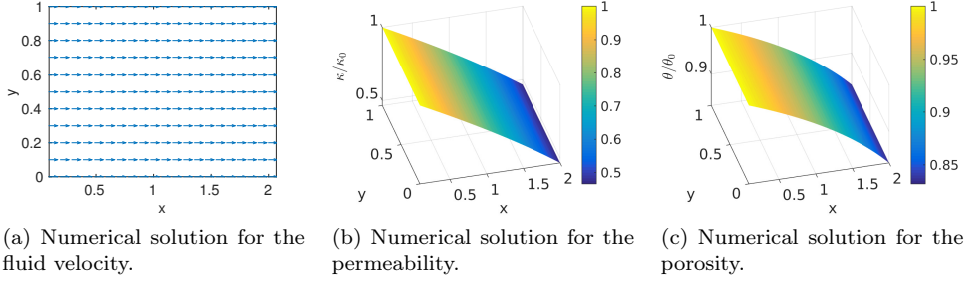 1
0.8
0.6
y
0.4
0.2
0
0.5
1
1.5
2
x
1
κ/κ0
0.5
1
0.5
y
0
0.5
1
1.5
2
x
1
0.9
0.8
0.7
0.6
0.5
1
θ/θ0
0.9
1
0.5
y
0
0.5
1
1.5
2
x
1
0.95
0.9
0.85
(a) Numerical solution for the
fluid velocity.
(b) Numerical solution for the
permeability.
(c) Numerical solution for the
porosity.